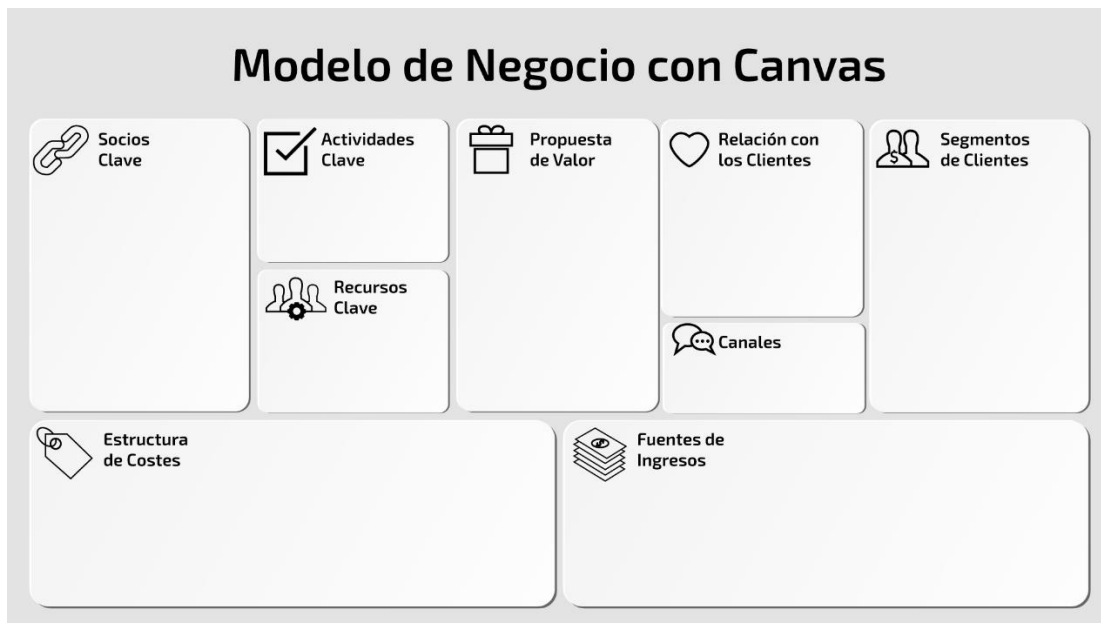 Modelo de Negocio con Canvas
Socios
Clave
Actividades
Clave
Recursos
Clave
Propuesta
de Valor
Relación con
los Clientes
Canales
Segmentos
de Clientes
Estructura
de Costes
Fuentes de
Ingresos